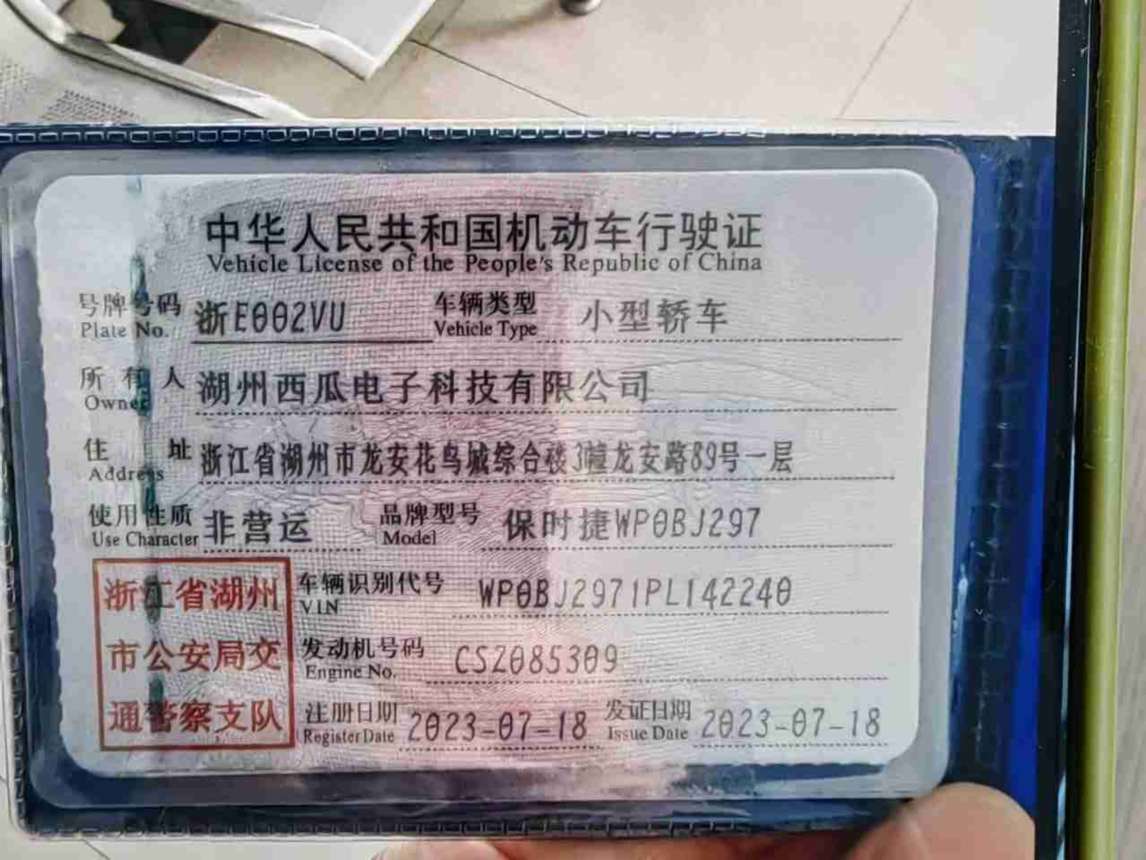 中华人民共和国机动车行驶证
Vehicle License of the People's Republic of China
号牌号码 浙E002VU 车辆类型 小型轿车
Plate No. Vehicle Type
所有人 湖州西瓜电子科技有限公司
Owner
住址 浙江省湖州市龙安花鸟城综合楼3幢龙安路89号一层
Address
使用性质 非营运 品牌型号 保时捷WP0BJ297
Use Character Model
浙江省湖州 车辆识别代号 WP0BJ2971PL142240
VIN
市公安局交 发动机号码 CSZ085309
Engine No.
通警察支队 注册日期 2023-07-18 发证日期 2023-07-18
Register Date Issue Date